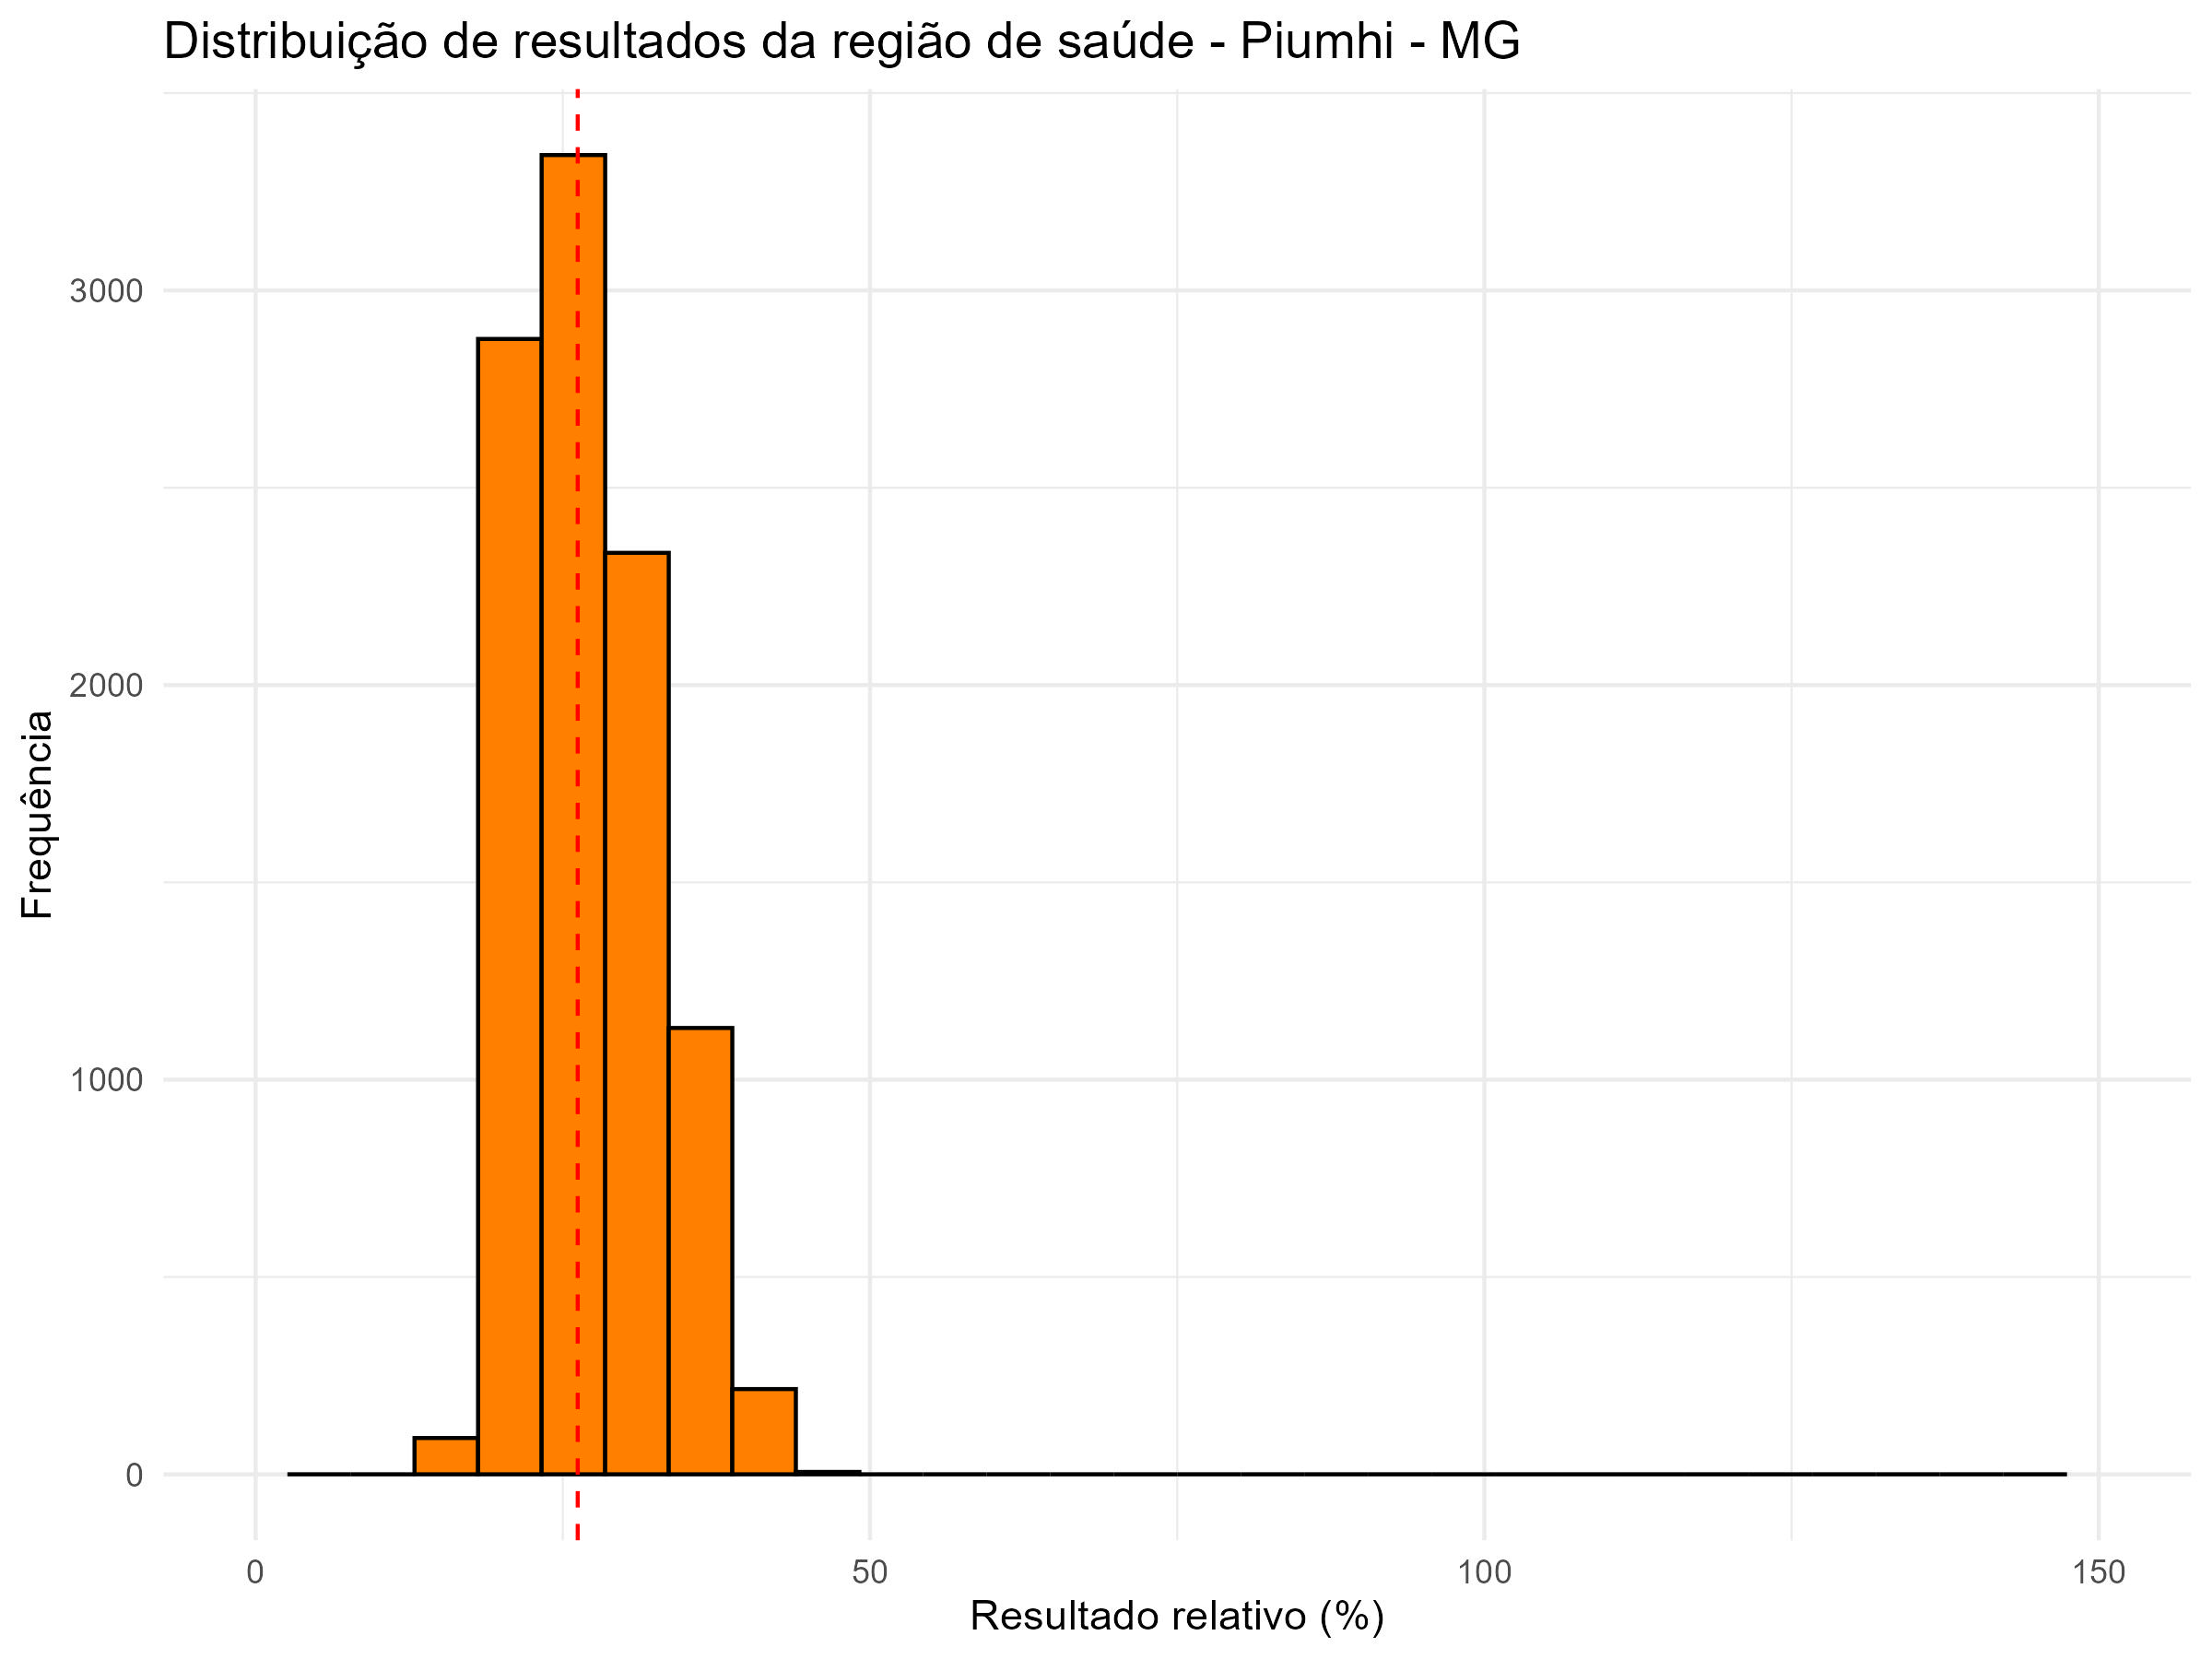 Distribuição de resultados da região de saúde - Piumhi - MG
Frequência
3000
2000
1000
0
0 50 100 150
Resultado relativo (%)